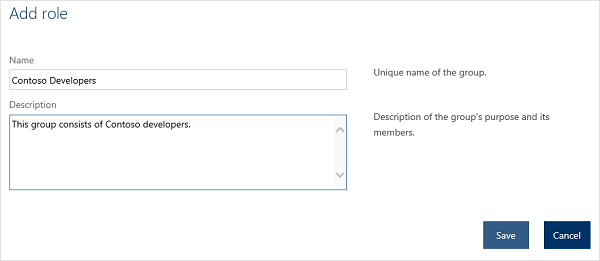 Add role
Name
Contoso Developers
Unique name of the group.
Description
This group consists of Contoso developers.
Description of the group's purpose and its
members.
Save
Cancel